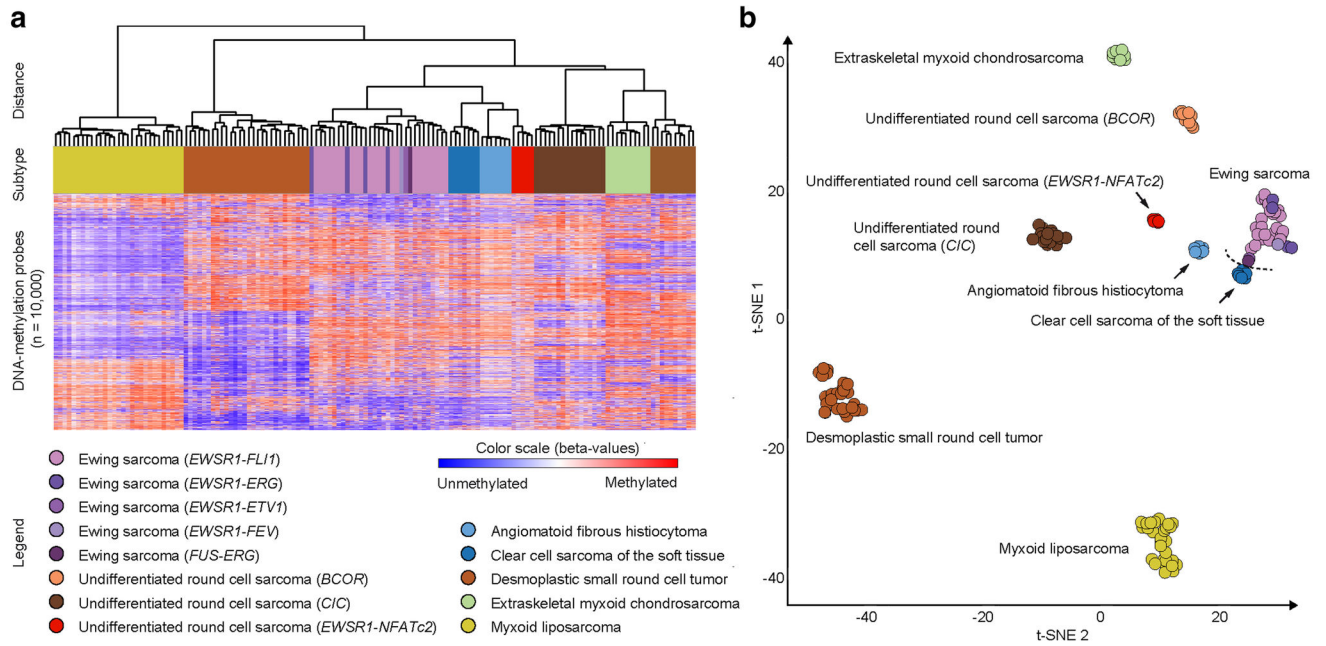 a
Distance
Subtype
DNA-methylation probes
(n = 10,000)
Color scale (beta-values)
Unmethylated
Methylated
Legend
Ewing sarcoma (EWSR1-FLI1)
Ewing sarcoma (EWSR1-ERG)
Ewing sarcoma (EWSR1-ETV1)
Ewing sarcoma (EWSR1-FEV)
Ewing sarcoma (FUS-ERG)
Undifferentiated round cell sarcoma (BCOR)
Undifferentiated round cell sarcoma (CIC)
Undifferentiated round cell sarcoma (EWSR1-NFATc2)
Angiomatoid fibrous histiocytoma
Clear cell sarcoma of the soft tissue
Desmoplastic small round cell tumor
Extraskeletal myxoid chondrosarcoma
Myxoid liposarcoma
b
40
20
0
-20
-40
t-SNE 1
Extraskeletal myxoid chondrosarcoma
Undifferentiated round cell sarcoma (BCOR)
Undifferentiated round cell sarcoma (EWSR1-NFATc2)
Ewing sarcoma
Undifferentiated round
cell sarcoma (CIC)
Angiomatoid fibrous histiocytoma
Clear cell sarcoma of the soft tissue
Desmoplastic small round cell tumor
Myxoid liposarcoma
-40
-20
0
20
t-SNE 2